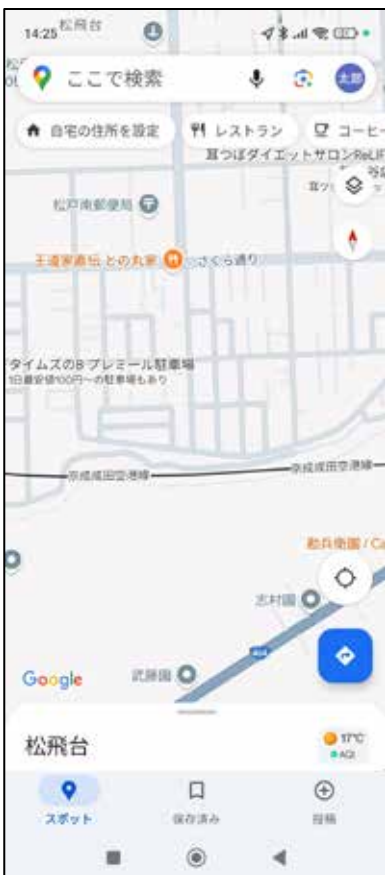 14:25
松飛台
ここで検索
太郎
自宅の住所を設定
レストラン
コーヒー
耳つぼダイエットサロンReLIF
松戸南郵便局
王道家直伝 との丸家
さくら通り
タイムズのB プレミール駐車場
1日最安値100円〜の駐車場もあり
京成成田空港線
京成成田空港線
勘兵衛園 / Ca
志村園
464
Google
武藤園
松飛台
17°C
AQI
スポット
保存済み
投稿